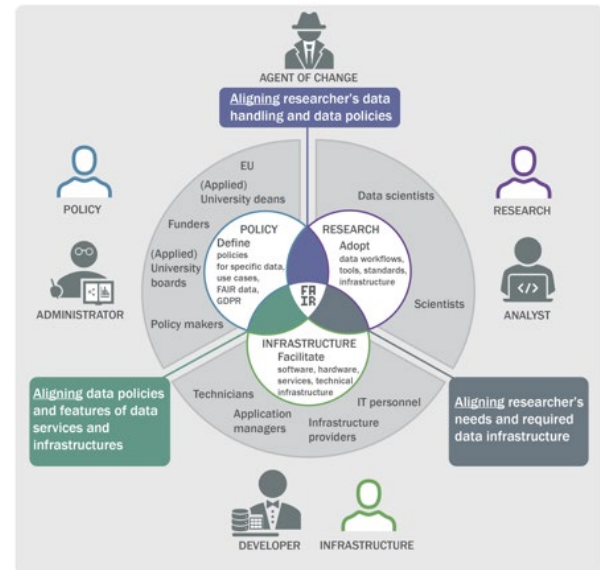 AGENT OF CHANGE
Aligning researcher's data
handling and data policies
EU
(Applied)
University deans
Funders
(Applied)
University
boards
Policy makers
POLICY
ADMINISTRATOR
POLICY
Define
policies
for specific data,
use cases,
FAIR data,
GDPR
RESEARCH
Adopt
data workflows,
tools, standards,
infrastructure
Data scientists
Scientists
RESEARCH
ANALYST
FA
IR
INFRASTRUCTURE
Facilitate
software, hardware,
services, technical
infrastructure
Technicians
Application
managers
Infrastructure
providers
IT personnel
Aligning data policies
and features of data
services and
infrastructures
Aligning researcher's
needs and required
data infrastructure
DEVELOPER
INFRASTRUCTURE